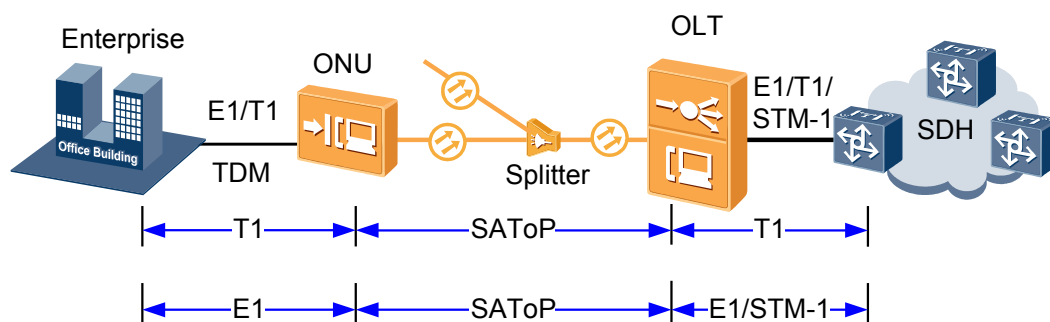 Enterprise
OLT
ONU
E1/T1
E1/T1/
STM-1
SDH
Office Building
TDM
Splitter
T1
SAToP
T1
E1
SAToP
E1/STM-1